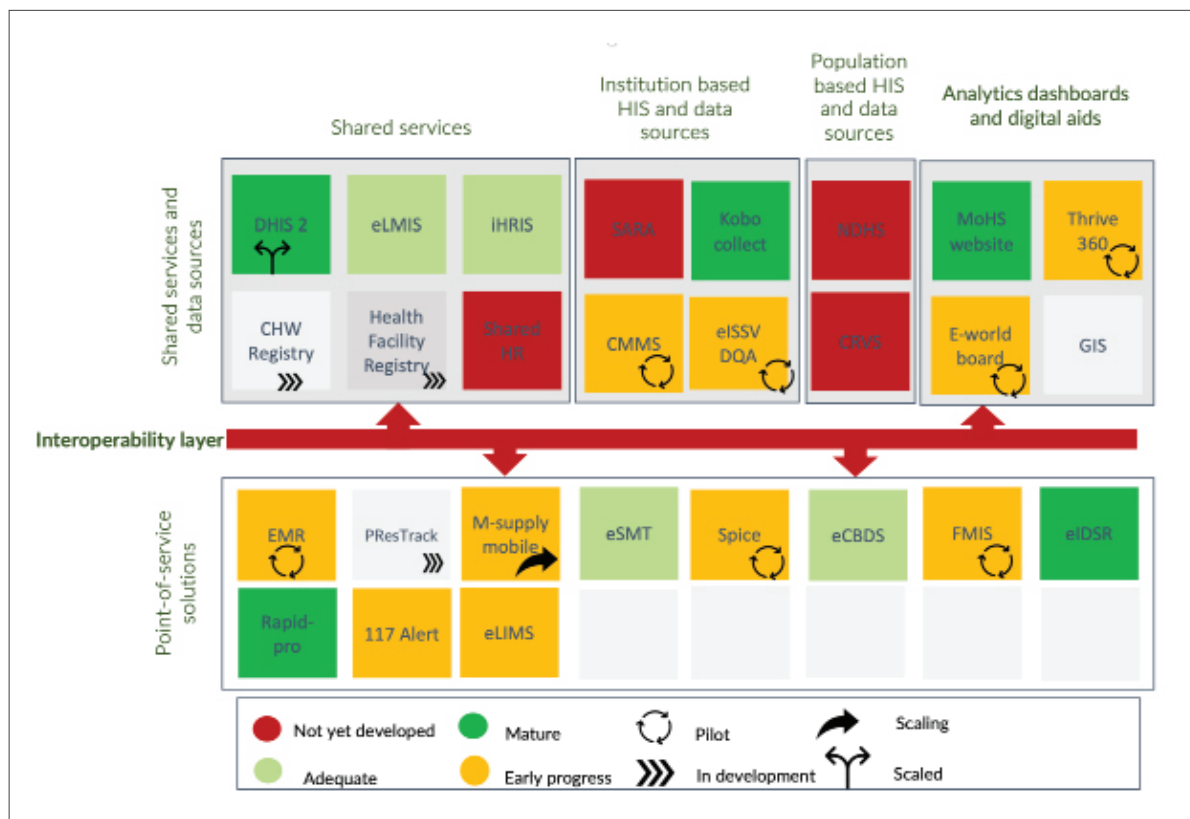 Shared services
Institution based
HIS and data
sources
Population
based HIS
and data
sources
Analytics dashboards
and digital aids
Shared services and
data sources
DHIS 2
eLMIS
iHRIS
SARA
Kobo
collect
NDHS
MoHS
website
Thrive
360
CHW
Registry
Health
Facility
Registry
Shared
HR
CMMS
eISSV
DQA
CRVS
E-world
board
GIS
Interoperability layer
Point-of-service
solutions
EMR
PResTrack
M-supply
mobile
eSMT
Spice
eCBDS
FMIS
eIDSR
Rapid-
pro
117 Alert
eLIMS
Not yet developed
Mature
Pilot
Scaling
Adequate
Early progress
In development
Scaled